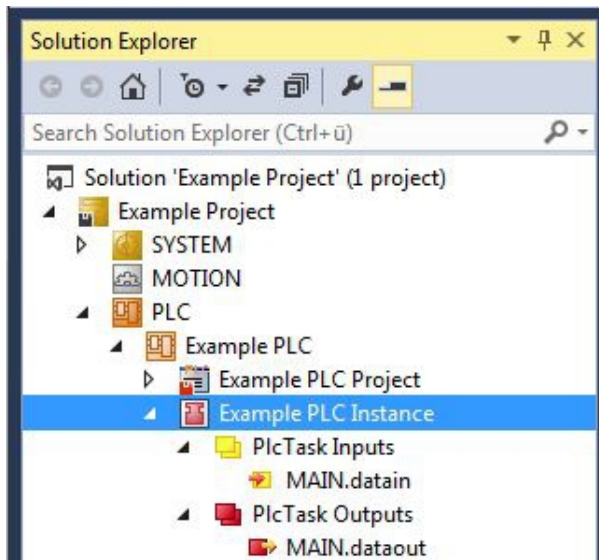 Solution Explorer
Search Solution Explorer (Ctrl+ü)
Solution 'Example Project' (1 project)
Example Project
SYSTEM
MOTION
PLC
Example PLC
Example PLC Project
Example PLC Instance
PlcTask Inputs
MAIN.datain
PlcTask Outputs
MAIN.dataout